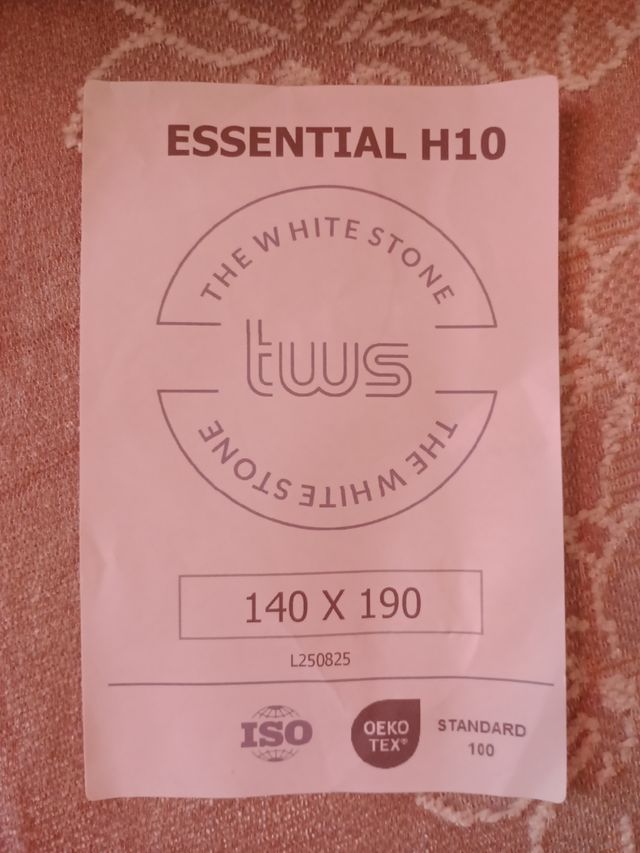 ESSENTIAL H10
THE WHITE STONE
tws
THE WHITE STONE
140 X 190
L250825
ISO
OEKO
TEX®
STANDARD
100